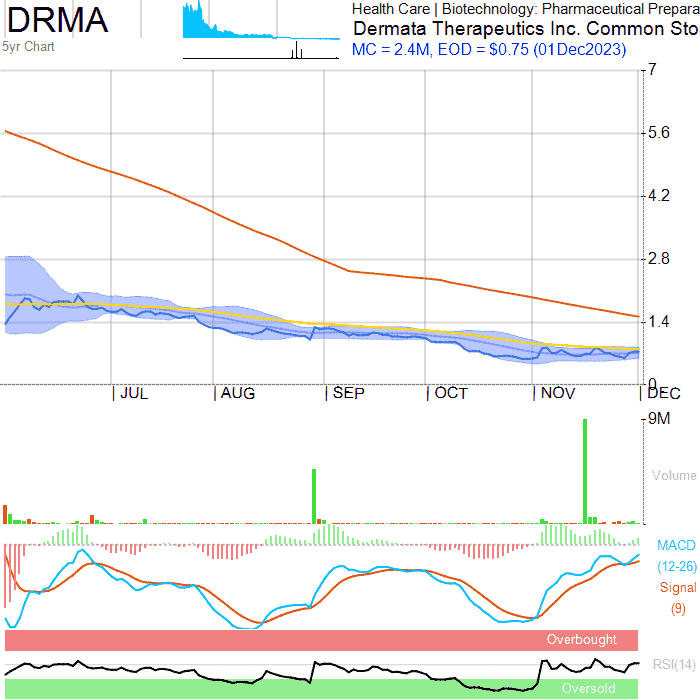 DRMA
5yr Chart
Health Care | Biotechnology: Pharmaceutical Prepara
Dermata Therapeutics Inc. Common Sto
MC = 2.4M, EOD = $0.75 (01Dec2023)
7
5.6
4.2
2.8
1.4
0
JUL
AUG
SEP
OCT
NOV
DEC
9M
Volume
MACD
(12-26)
Signal
(9)
Overbought
RSI(14)
Oversold